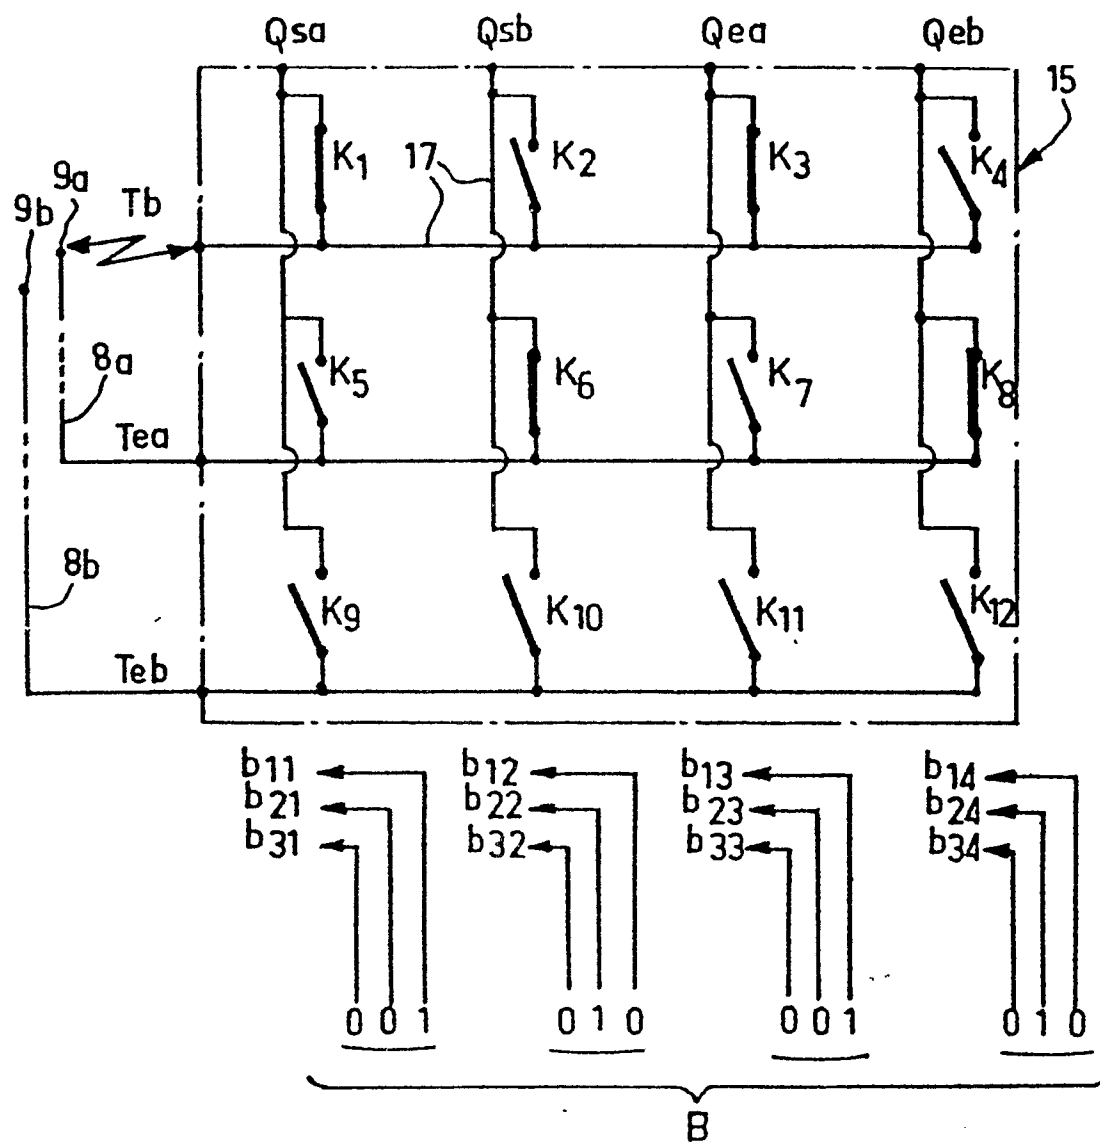 Qsa Qsb Qea Qeb
15
K1 17 K2 K3 K4
9a
9b Tb
8a K5 K6 K7 K8
Tea
8b K9 K10 K11 K12
Teb
b11 b12 b13 b14
b21 b22 b23 b24
b31 b32 b33 b34
0 0 1 0 1 0 0 0 1 0 1 0
B